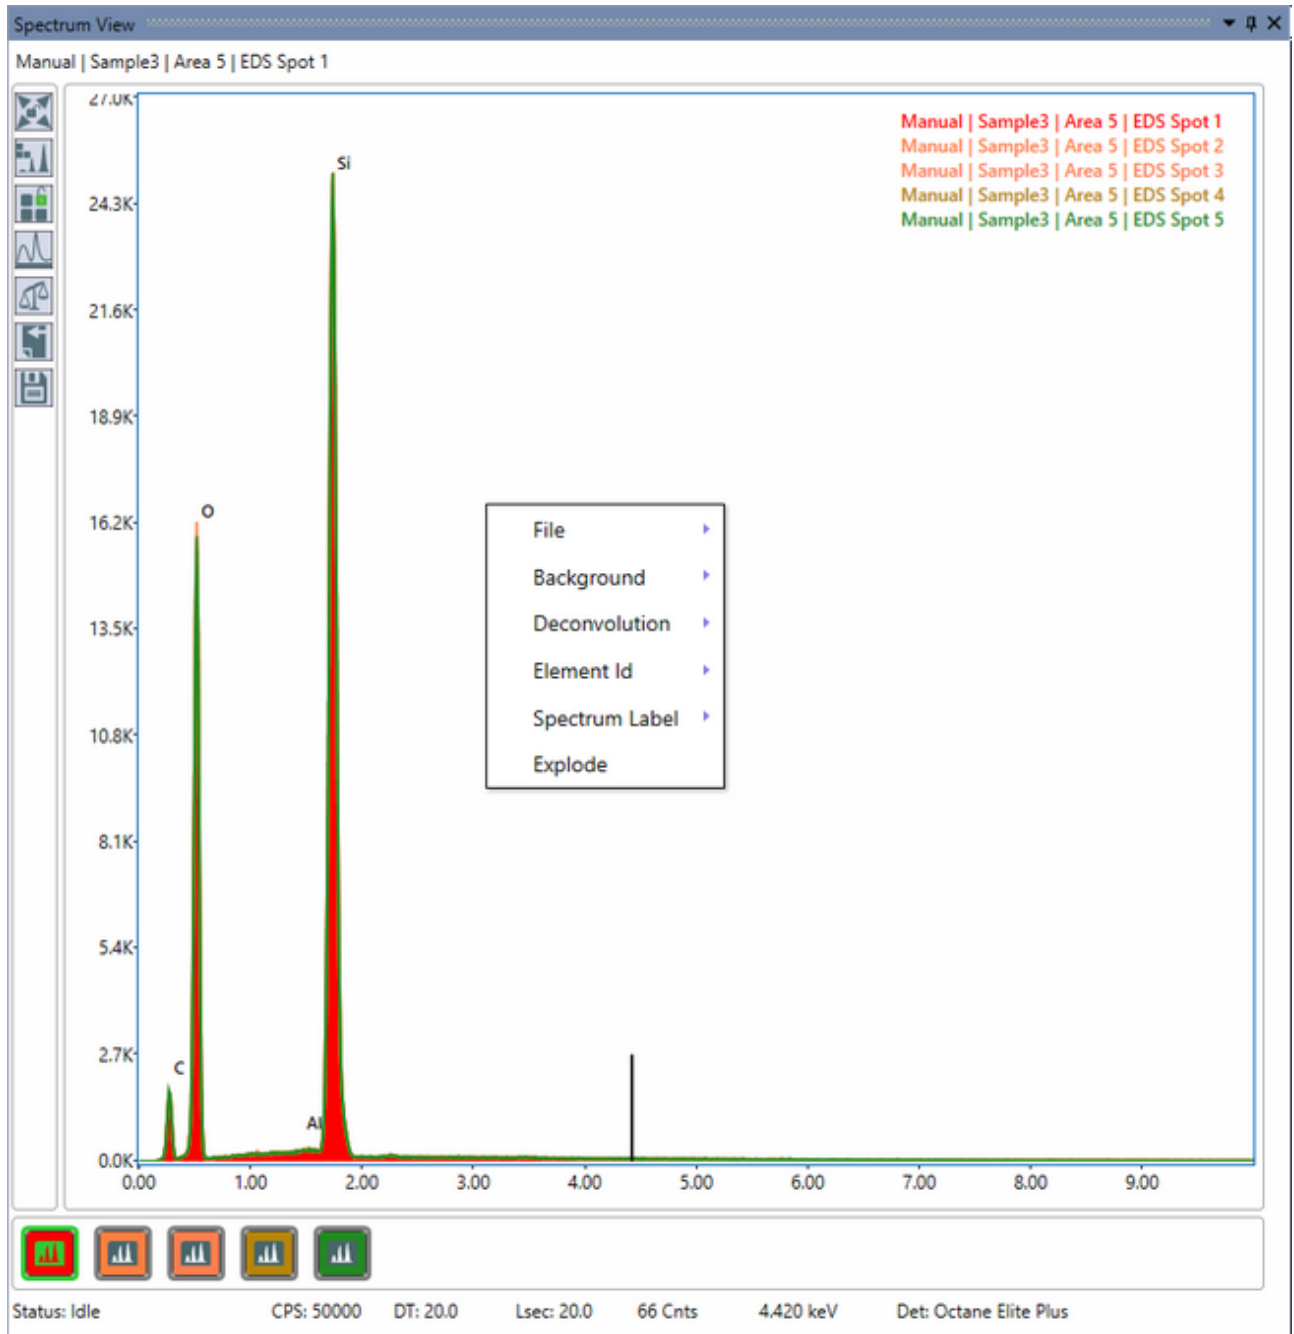 Spectrum View
Manual | Sample3 | Area 5 | EDS Spot 1
27.0K
Manual | Sample3 | Area 5 | EDS Spot 1
Manual | Sample3 | Area 5 | EDS Spot 2
Manual | Sample3 | Area 5 | EDS Spot 3
Manual | Sample3 | Area 5 | EDS Spot 4
Manual | Sample3 | Area 5 | EDS Spot 5
Si
24.3K
21.6K
18.9K
O
16.2K
File
Background
Deconvolution
Element Id
Spectrum Label
Explode
13.5K
10.8K
8.1K
5.4K
2.7K
C
Al
0.0K
0.00 1.00 2.00 3.00 4.00 5.00 6.00 7.00 8.00 9.00
Status: Idle CPS: 50000 DT: 20.0 Lsec: 20.0 66 Cnts 4.420 keV Det: Octane Elite Plus